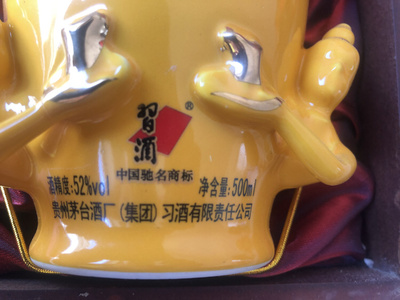 習酒®
中国驰名商标
酒精度:52%vol 净含量:500ml
贵州茅台酒厂(集团)习酒有限责任公司